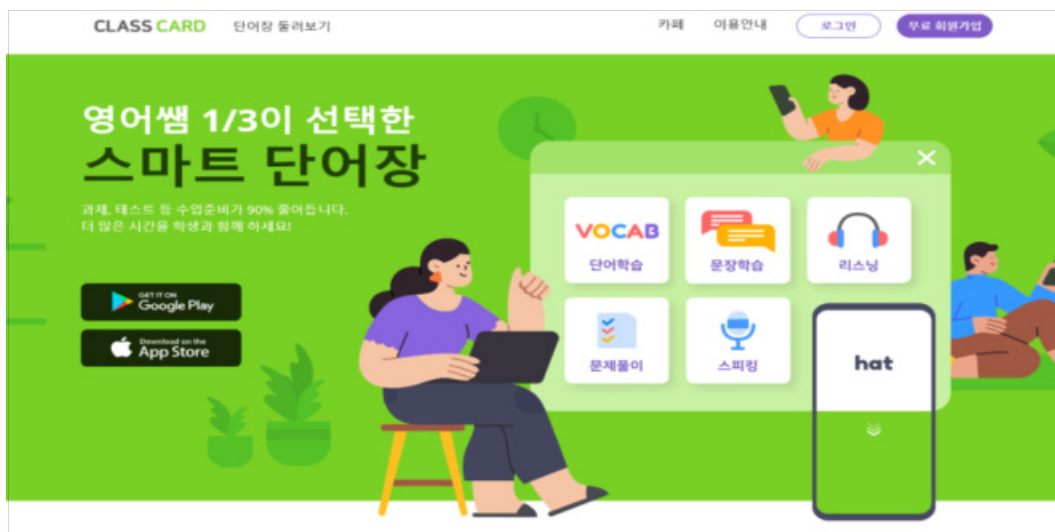 CLASS CARD 단어장 둘러보기 카페 이용안내 로그인 무료 회원가입
영어쌤 1/3이 선택한
스마트 단어장
과제, 테스트 등 수업준비가 90% 줄어듭니다.
더 많은 시간을 학생과 함께 하세요!
GET IT ON
Google Play
Download on the
App Store
VOCAB
단어학습
문장학습
리스닝
문제풀이
스피킹
hat